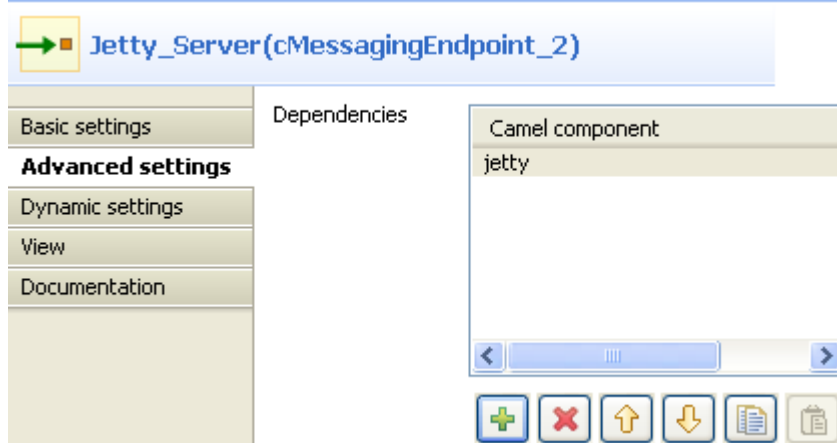 Jetty_Server(cMessagingEndpoint_2)
Basic settings
Advanced settings
Dynamic settings
View
Documentation
Dependencies
Camel component
jetty